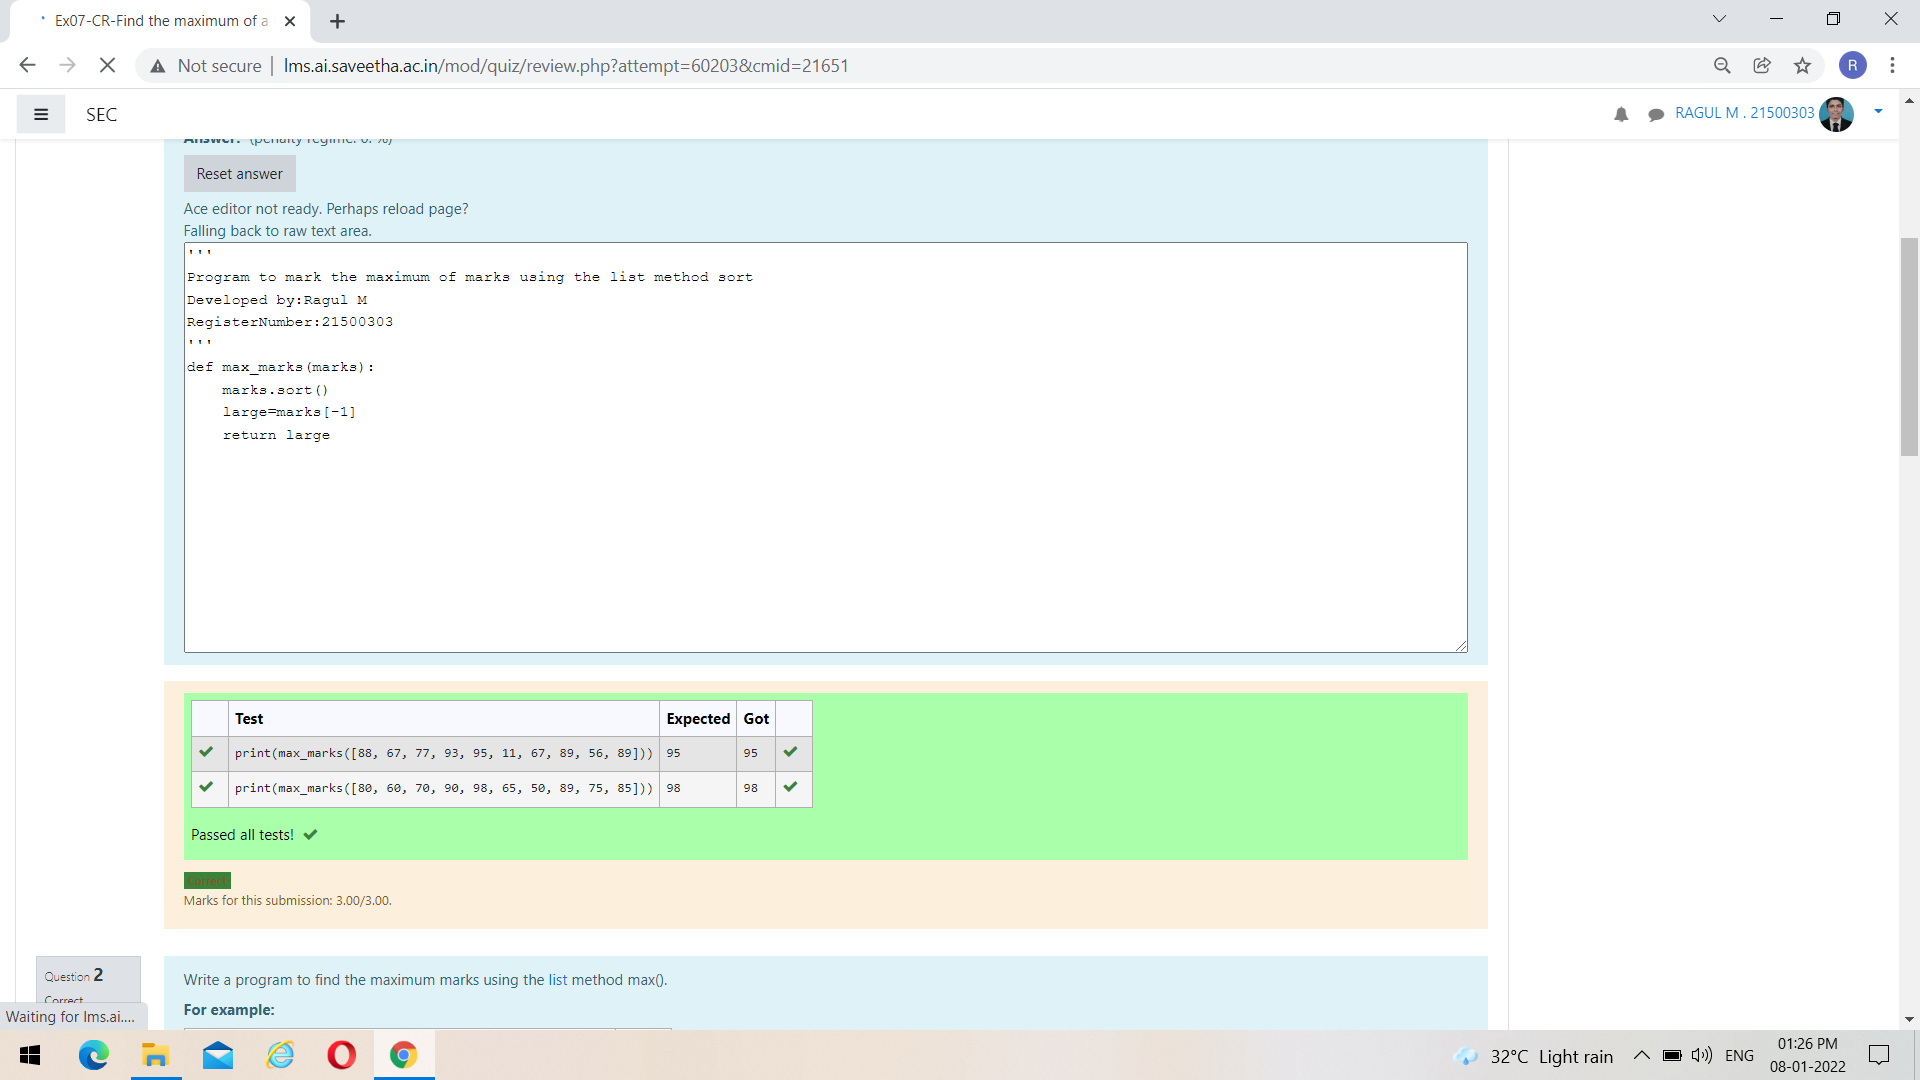 Ex07-CR-Find the maximum of a
Not secure | lms.ai.saveetha.ac.in/mod/quiz/review.php?attempt=60203&cmid=21651
R
SEC
RAGUL M . 21500303
Answer: (penalty regime: 0. %)
Reset answer
Ace editor not ready. Perhaps reload page?
Falling back to raw text area.
'''
Program to mark the maximum of marks using the list method sort
Developed by:Ragul M
RegisterNumber:21500303
'''
def max_marks(marks):
    marks.sort()
    large=marks[-1]
    return large
Test Expected Got
print(max_marks([88, 67, 77, 93, 95, 11, 67, 89, 56, 89])) 95 95
print(max_marks([80, 60, 70, 90, 98, 65, 50, 89, 75, 85])) 98 98
Passed all tests!
Correct
Marks for this submission: 3.00/3.00.
Question 2
Correct
Write a program to find the maximum marks using the list method max().
For example:
Waiting for lms.ai....
32°C Light rain
ENG
01:26 PM
08-01-2022